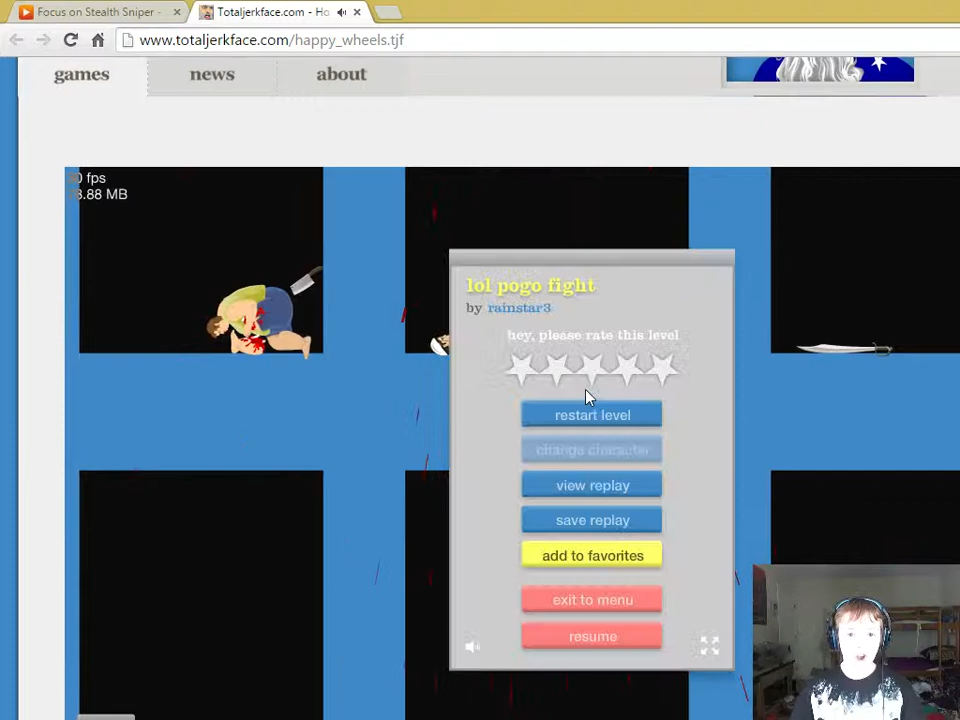 Focus on Stealth Sniper -
Totaljerkface.com - Ho
www.totaljerkface.com/happy_wheels.tjf
games news about
fps
.88 MB
lol pogo fight
by rainstar3
hey, please rate this level
restart level
change character
view replay
save replay
add to favorites
exit to menu
resume